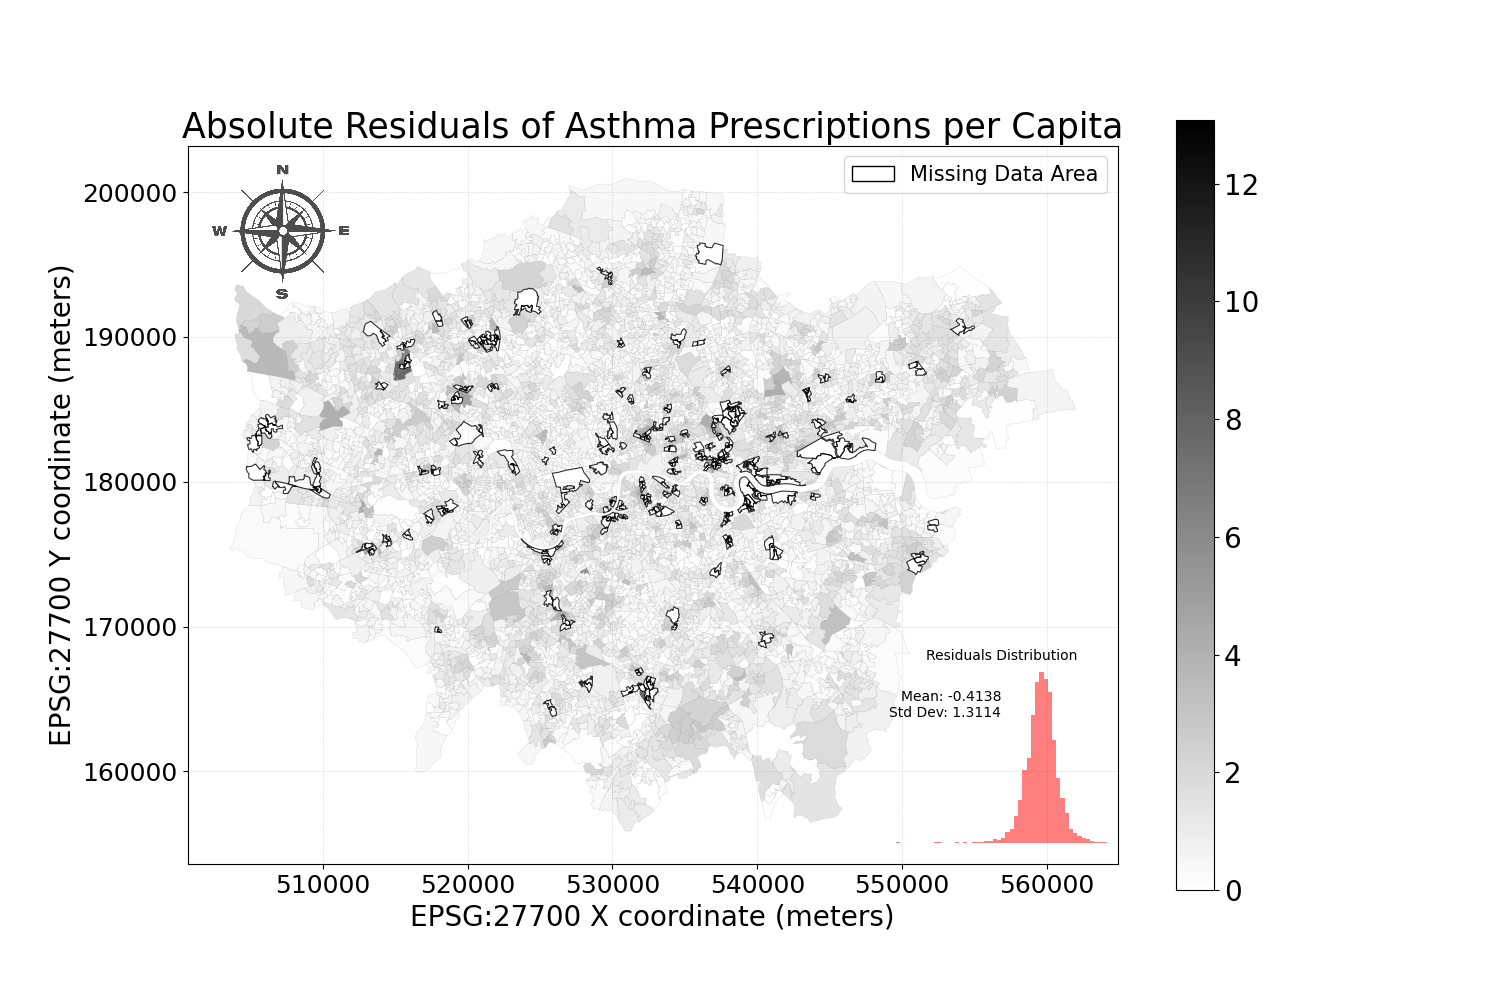 Absolute Residuals of Asthma Prescriptions per Capita
Missing Data Area
N
W
E
S
EPSG:27700 Y coordinate (meters)
200000
190000
180000
170000
160000
Residuals Distribution
Mean: -0.4138
Std Dev: 1.3114
510000
520000
530000
540000
550000
560000
EPSG:27700 X coordinate (meters)
12
10
8
6
4
2
0